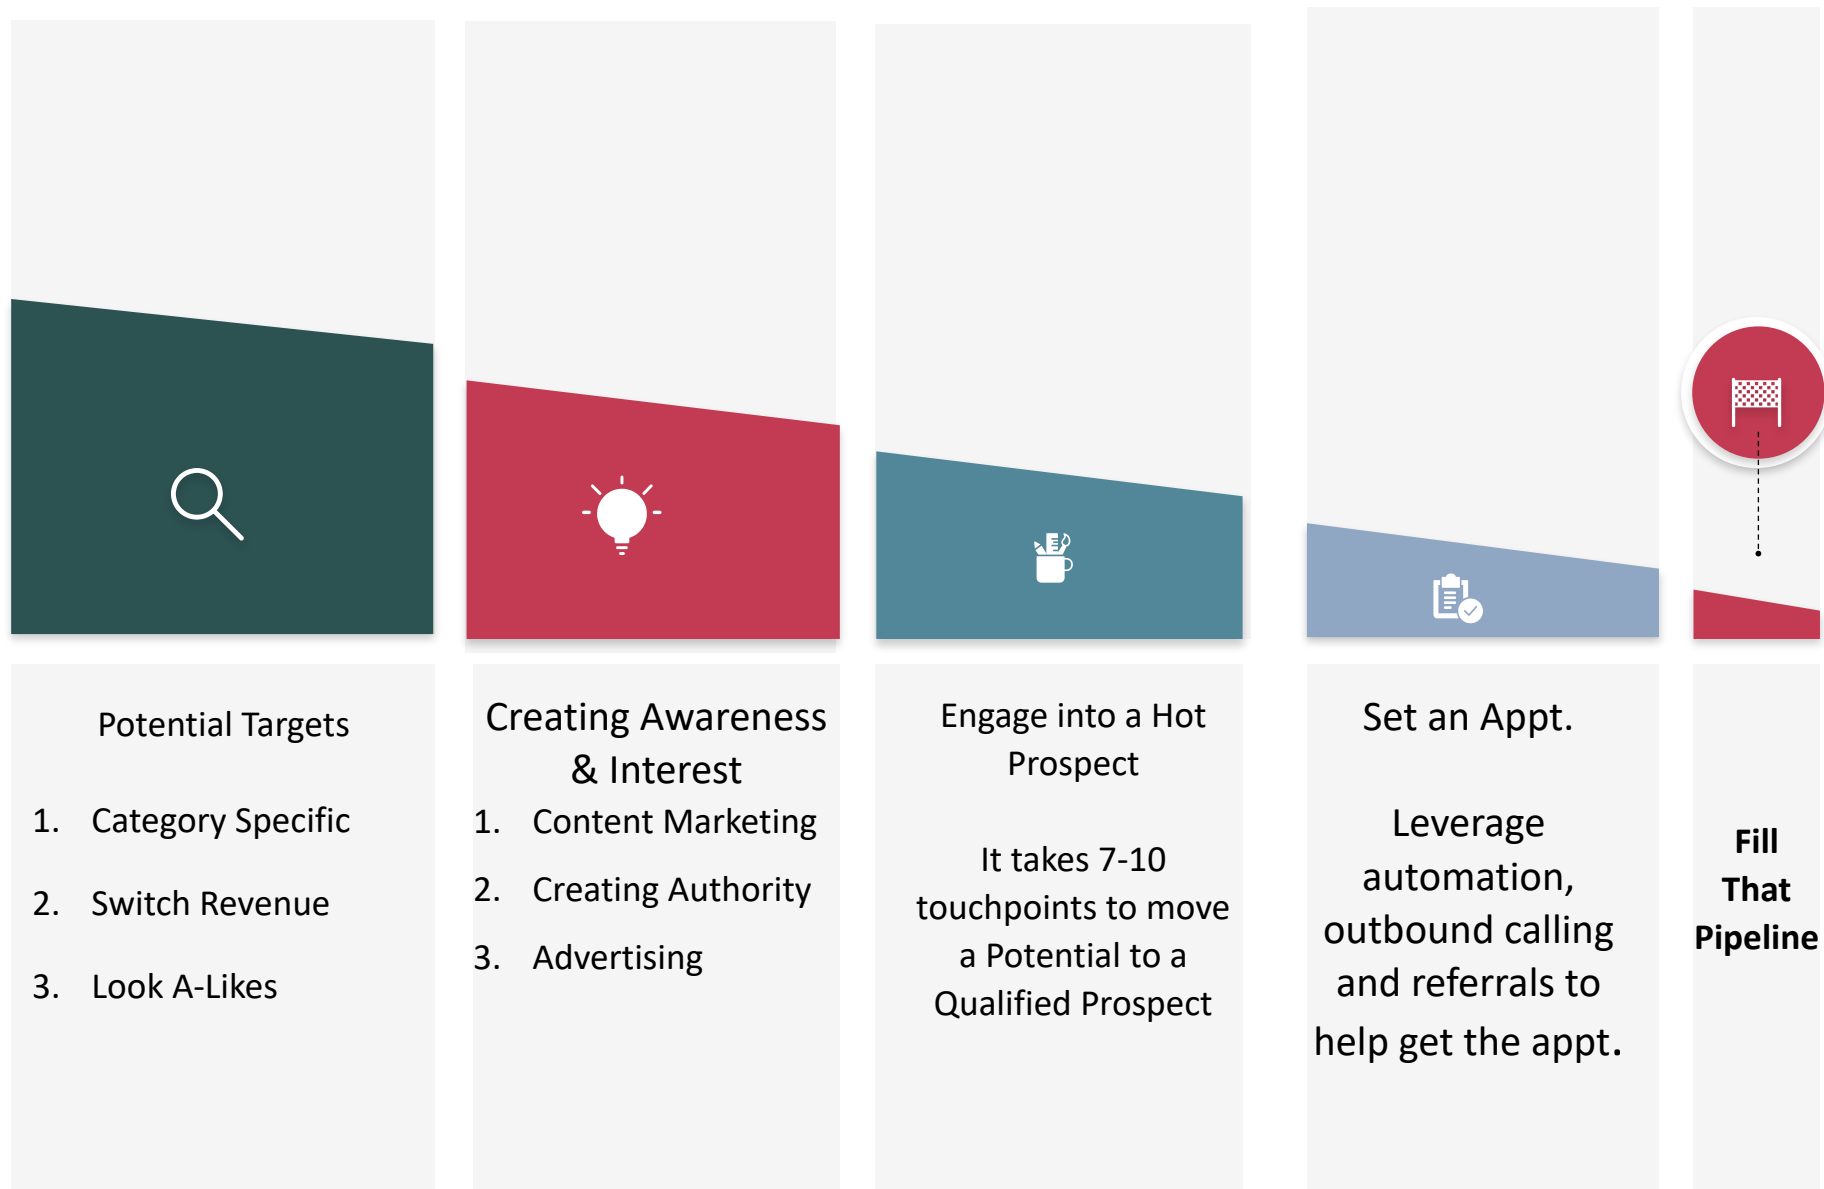 Potential Targets
1. Category Specific
2. Switch Revenue
3. Look A-Likes
Creating Awareness
& Interest
1. Content Marketing
2. Creating Authority
3. Advertising
Engage into a Hot
Prospect
It takes 7-10
touchpoints to move
a Potential to a
Qualified Prospect
Set an Appt.
Leverage
automation,
outbound calling
and referrals to
help get the appt.
Fill
That
Pipeline